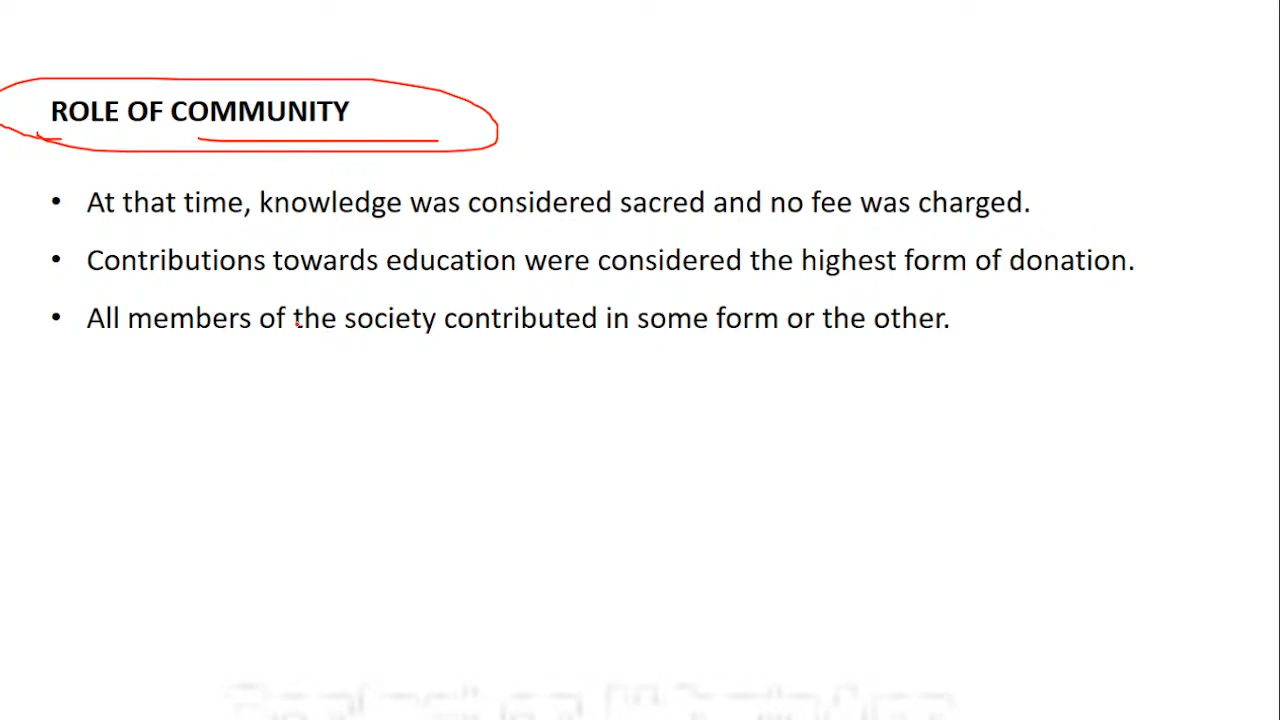 ROLE OF COMMUNITY
• At that time, knowledge was considered sacred and no fee was charged.
• Contributions towards education were considered the highest form of donation.
• All members of the society contributed in some form or the other.